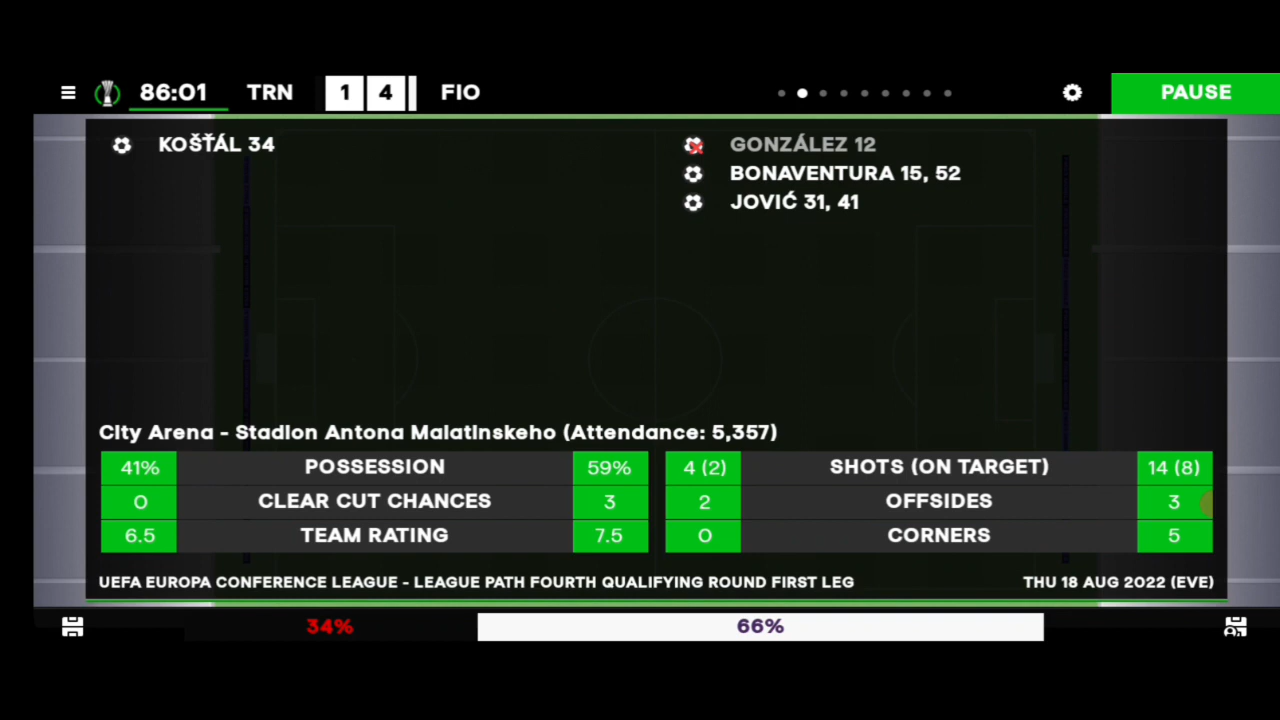 86:01 TRN 1 4 FIO PAUSE
KOŠŤÁL 34
GONZÁLEZ 12
BONAVENTURA 15, 52
JOVIĆ 31, 41
City Arena - Stadion Antona Malatinskeho (Attendance: 5,357)
41% POSSESSION 59% 4 (2) SHOTS (ON TARGET) 14 (8)
0 CLEAR CUT CHANCES 3 2 OFFSIDES 3
6.5 TEAM RATING 7.5 0 CORNERS 5
UEFA EUROPA CONFERENCE LEAGUE - LEAGUE PATH FOURTH QUALIFYING ROUND FIRST LEG THU 18 AUG 2022 (EVE)
34% 66%